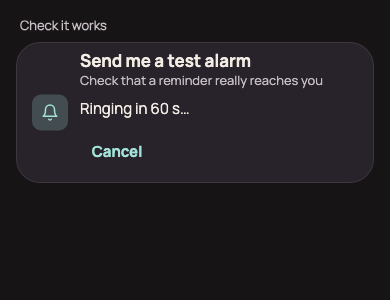 Check it works
Send me a test alarm
Check that a reminder really reaches you
Ringing in 60 s…
Cancel